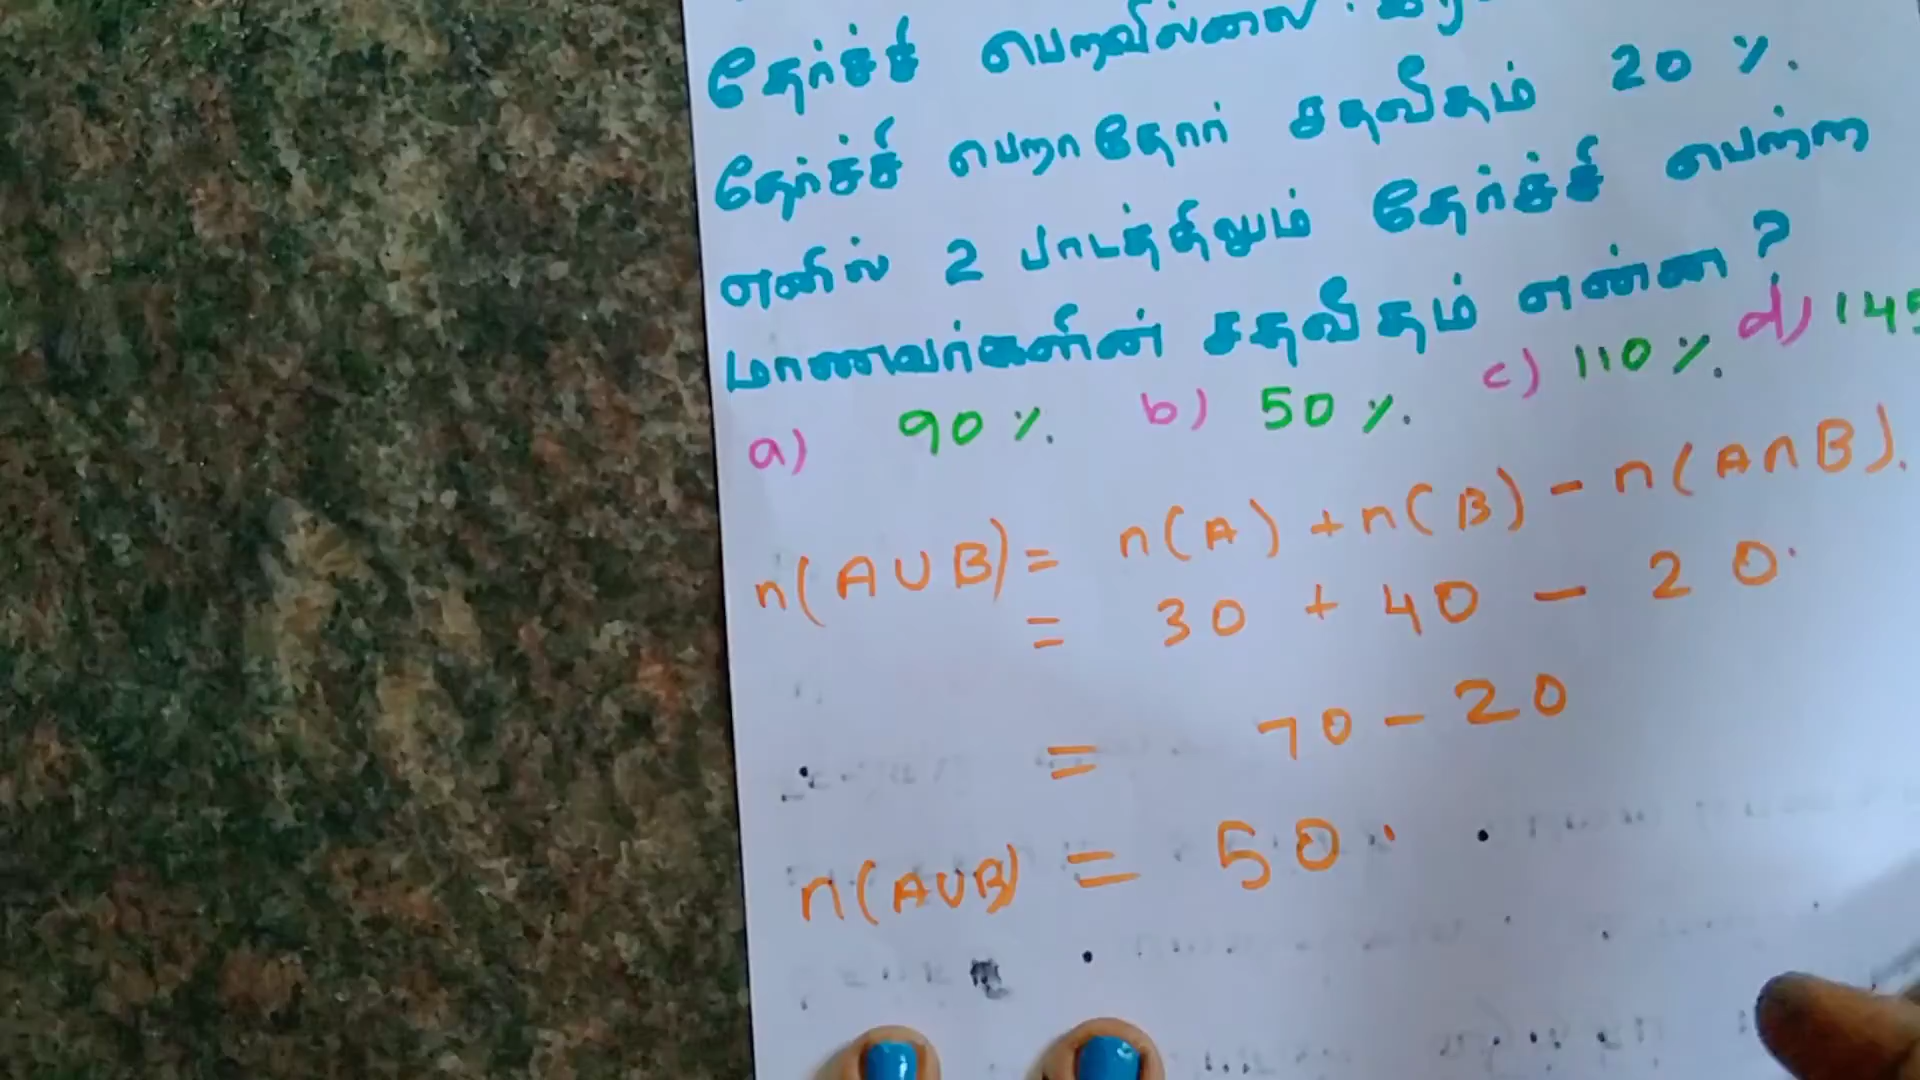 தேர்ச்சி பெறவில்லை.
தேர்ச்சி பெறாதோர் சதவீதம் 20 %.
எனில் 2 பாடத்திலும் தேர்ச்சி பெற்ற
மாணவர்களின் சதவீதம் என்ன ?
a) 90 %. b) 50 %. c) 110 %. d) 145
n(A∪B) = n(A) + n(B) - n(A∩B).
= 30 + 40 - 20.
= 70 - 20
n(A∪B) = 50.